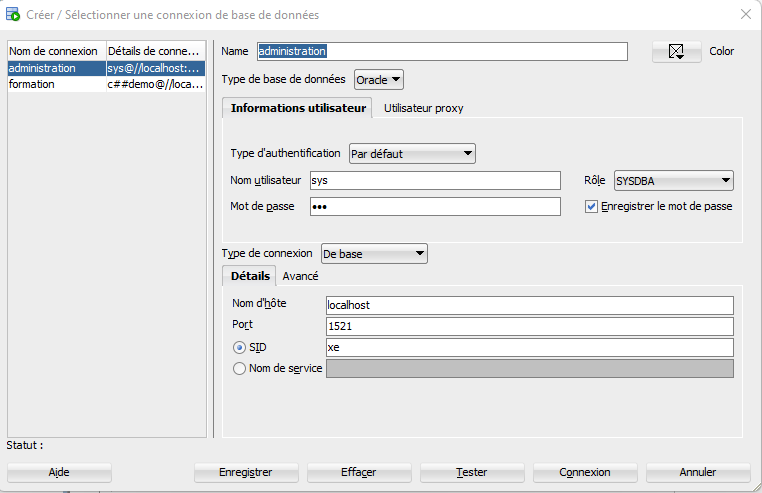 Créer / Sélectionner une connexion de base de données
Nom de connexion Détails de conne...
administration sys@//localhost:...
formation c##demo@//loca...
Name administration Color
Type de base de données Oracle
Informations utilisateur Utilisateur proxy
Type d'authentification Par défaut
Nom utilisateur sys Rôle SYSDBA
Mot de passe ••• Enregistrer le mot de passe
Type de connexion De base
Détails Avancé
Nom d'hôte localhost
Port 1521
SID xe
Nom de service
Statut :
Aide Enregistrer Effacer Tester Connexion Annuler